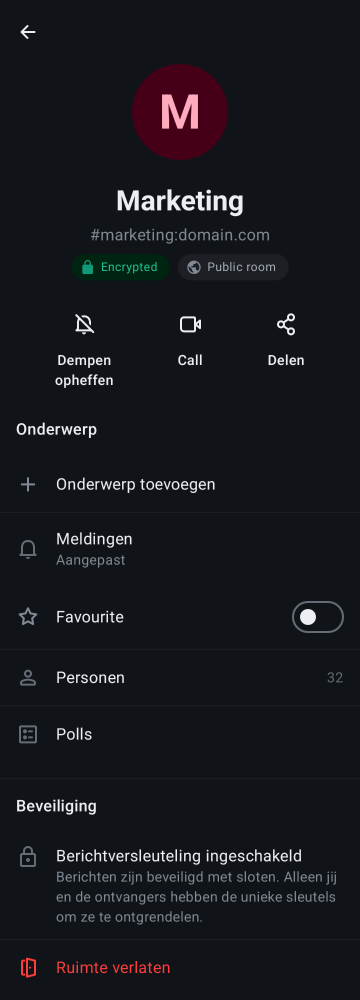 M
Marketing
#marketing:domain.com
Encrypted
Public room
Dempen
opheffen
Call
Delen
Onderwerp
Onderwerp toevoegen
Meldingen
Aangepast
Favourite
Personen
32
Polls
Beveiliging
Berichtversleuteling ingeschakeld
Berichten zijn beveiligd met sloten. Alleen jij
en de ontvangers hebben de unieke sleutels
om ze te ontgrendelen.
Ruimte verlaten